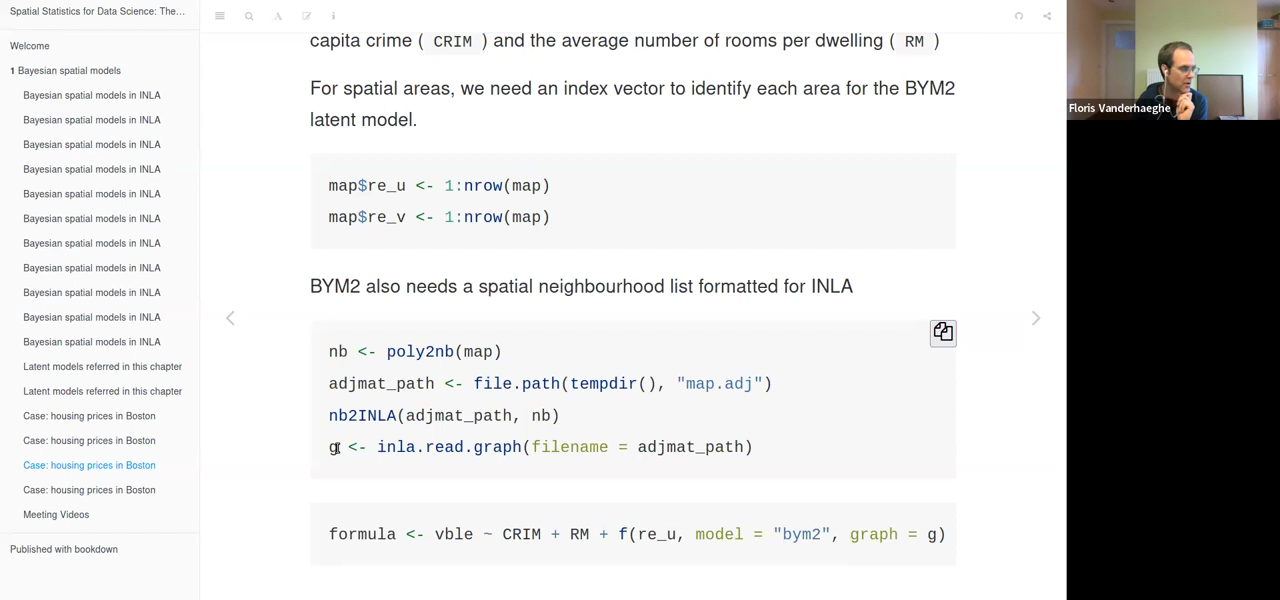 Spatial Statistics for Data Science: The...
Welcome
1 Bayesian spatial models
Bayesian spatial models in INLA
Bayesian spatial models in INLA
Bayesian spatial models in INLA
Bayesian spatial models in INLA
Bayesian spatial models in INLA
Bayesian spatial models in INLA
Bayesian spatial models in INLA
Bayesian spatial models in INLA
Bayesian spatial models in INLA
Bayesian spatial models in INLA
Bayesian spatial models in INLA
Latent models referred in this chapter
Latent models referred in this chapter
Case: housing prices in Boston
Case: housing prices in Boston
Case: housing prices in Boston
Case: housing prices in Boston
Meeting Videos
Published with bookdown
capita crime ( CRIM ) and the average number of rooms per dwelling ( RM )
For spatial areas, we need an index vector to identify each area for the BYM2
latent model.
map$re_u <- 1:nrow(map)
map$re_v <- 1:nrow(map)
BYM2 also needs a spatial neighbourhood list formatted for INLA
nb <- poly2nb(map)
adjmat_path <- file.path(tempdir(), "map.adj")
nb2INLA(adjmat_path, nb)
g <- inla.read.graph(filename = adjmat_path)
formula <- vble ~ CRIM + RM + f(re_u, model = "bym2", graph = g)
Floris Vanderhaeghe